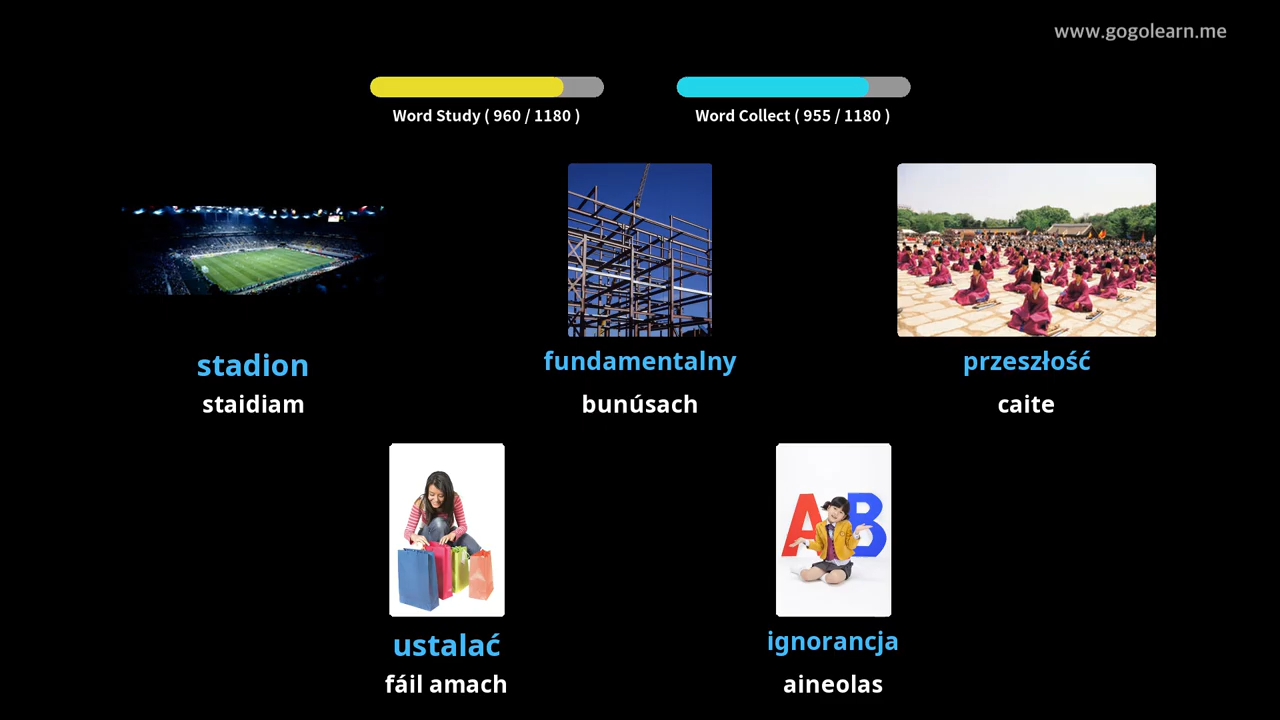 www.gogolearn.me
Word Study ( 960 / 1180 )
Word Collect ( 955 / 1180 )
stadion
staidiam
fundamentalny
bunúsach
przeszłość
caite
A B
ustalać
fáil amach
ignorancja
aineolas